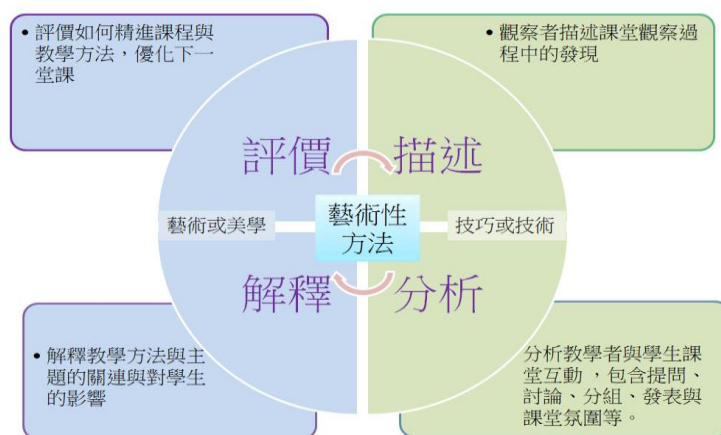 • 評價如何精進課程與
教學方法，優化下一
堂課
• 觀察者描述課堂觀察過
程中的發現
評價
描述
藝術或美學
藝術性
方法
技巧或技術
解釋
分析
• 解釋教學方法與主
題的關連與對學生
的影響
分析教學者與學生課
堂互動 ，包含提問、
討論、分組、發表與
課堂氛圍等。